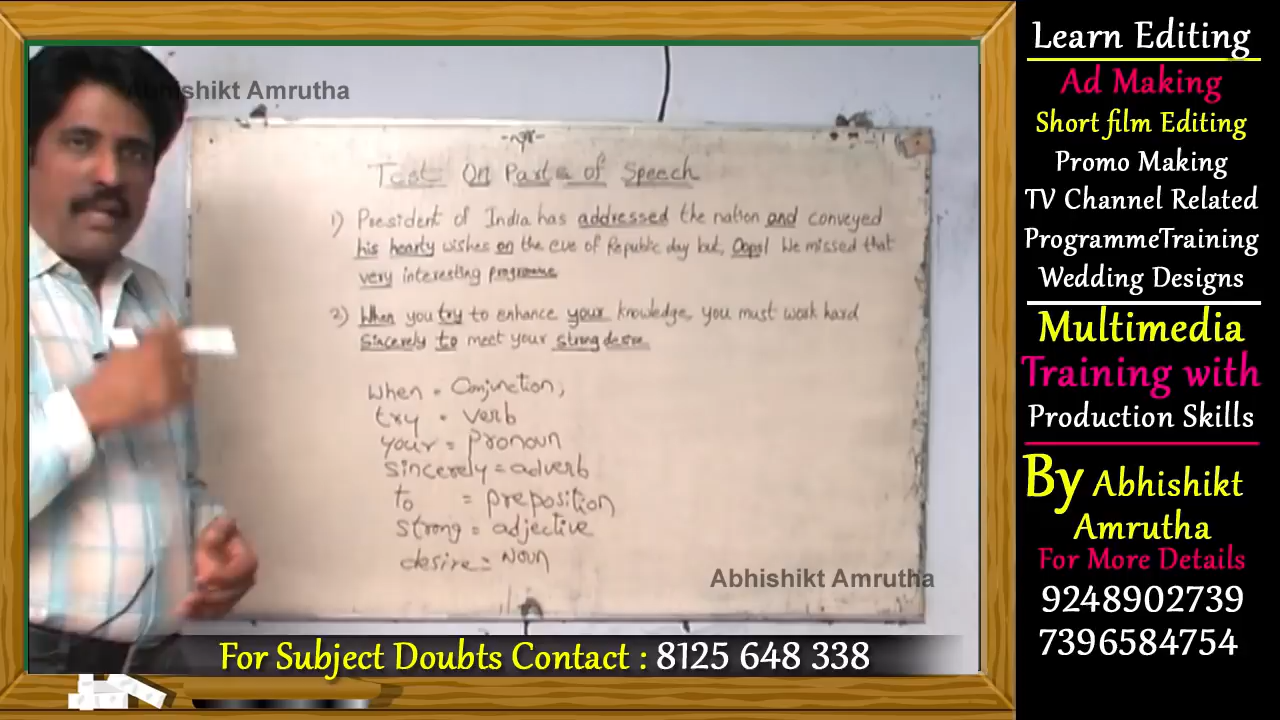 Abhishikt Amrutha
Test On Parts of Speech
1) President of India has addressed the nation and conveyed
his hearty wishes on the eve of Republic day but, Oops! We missed that
very interesting programme
2) When you try to enhance your knowledge, you must work hard
Sincerely to meet your strong desire
When = Conjunction,
try = verb
your = pronoun
sincerely = adverb
to = preposition
strong = adjective
desire = Noun
Abhishikt Amrutha
For Subject Doubts Contact : 8125 648 338
Learn Editing
Ad Making
Short film Editing
Promo Making
TV Channel Related
ProgrammeTraining
Wedding Designs
Multimedia
Training with
Production Skills
By Abhishikt
Amrutha
For More Details
9248902739
7396584754